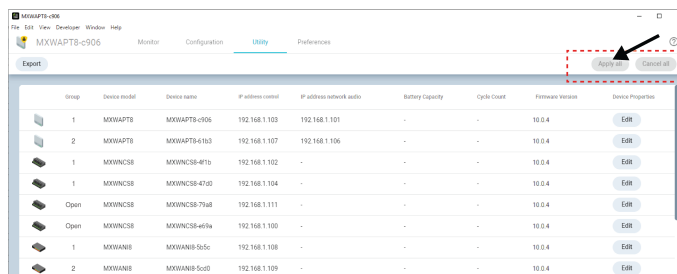 MXWAPT8-c906
File Edit View Developer Window Help
MXWAPT8-c906 Monitor Configuration Utility Preferences
Export Apply all Cancel all
Group Device model Device name IP address control IP address network audio Battery Capacity Cycle Count Firmware Version Device Properties
1 MXWAPT8 MXWAPT8-c906 192.168.1.103 192.168.1.101 - - 10.0.4 Edit
2 MXWAPT8 MXWAPT8-61b3 192.168.1.107 192.168.1.106 - - 10.0.4 Edit
1 MXWNCS8 MXWNCS8-4f1b 192.168.1.102 - - - 10.0.4 Edit
1 MXWNCS8 MXWNCS8-47d0 192.168.1.104 - - - 10.0.4 Edit
Open MXWNCS8 MXWNCS8-79a8 192.168.1.111 - - - 10.0.4 Edit
Open MXWNCS8 MXWNCS8-e69a 192.168.1.100 - - - 10.0.4 Edit
1 MXWANI8 MXWANI8-5b5c 192.168.1.108 - - - 10.0.4 Edit
2 MXWANI8 MXWANI8-5cd0 192.168.1.109 - - - 10.0.4 Edit